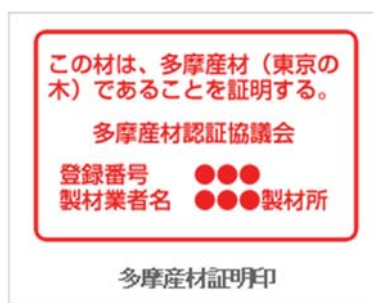 この材は、多摩産材（東京の
木）であることを証明する。
多摩産材認証協議会
登録番号 ●●●
製材業者名 ●●●製材所
多摩産材証明印